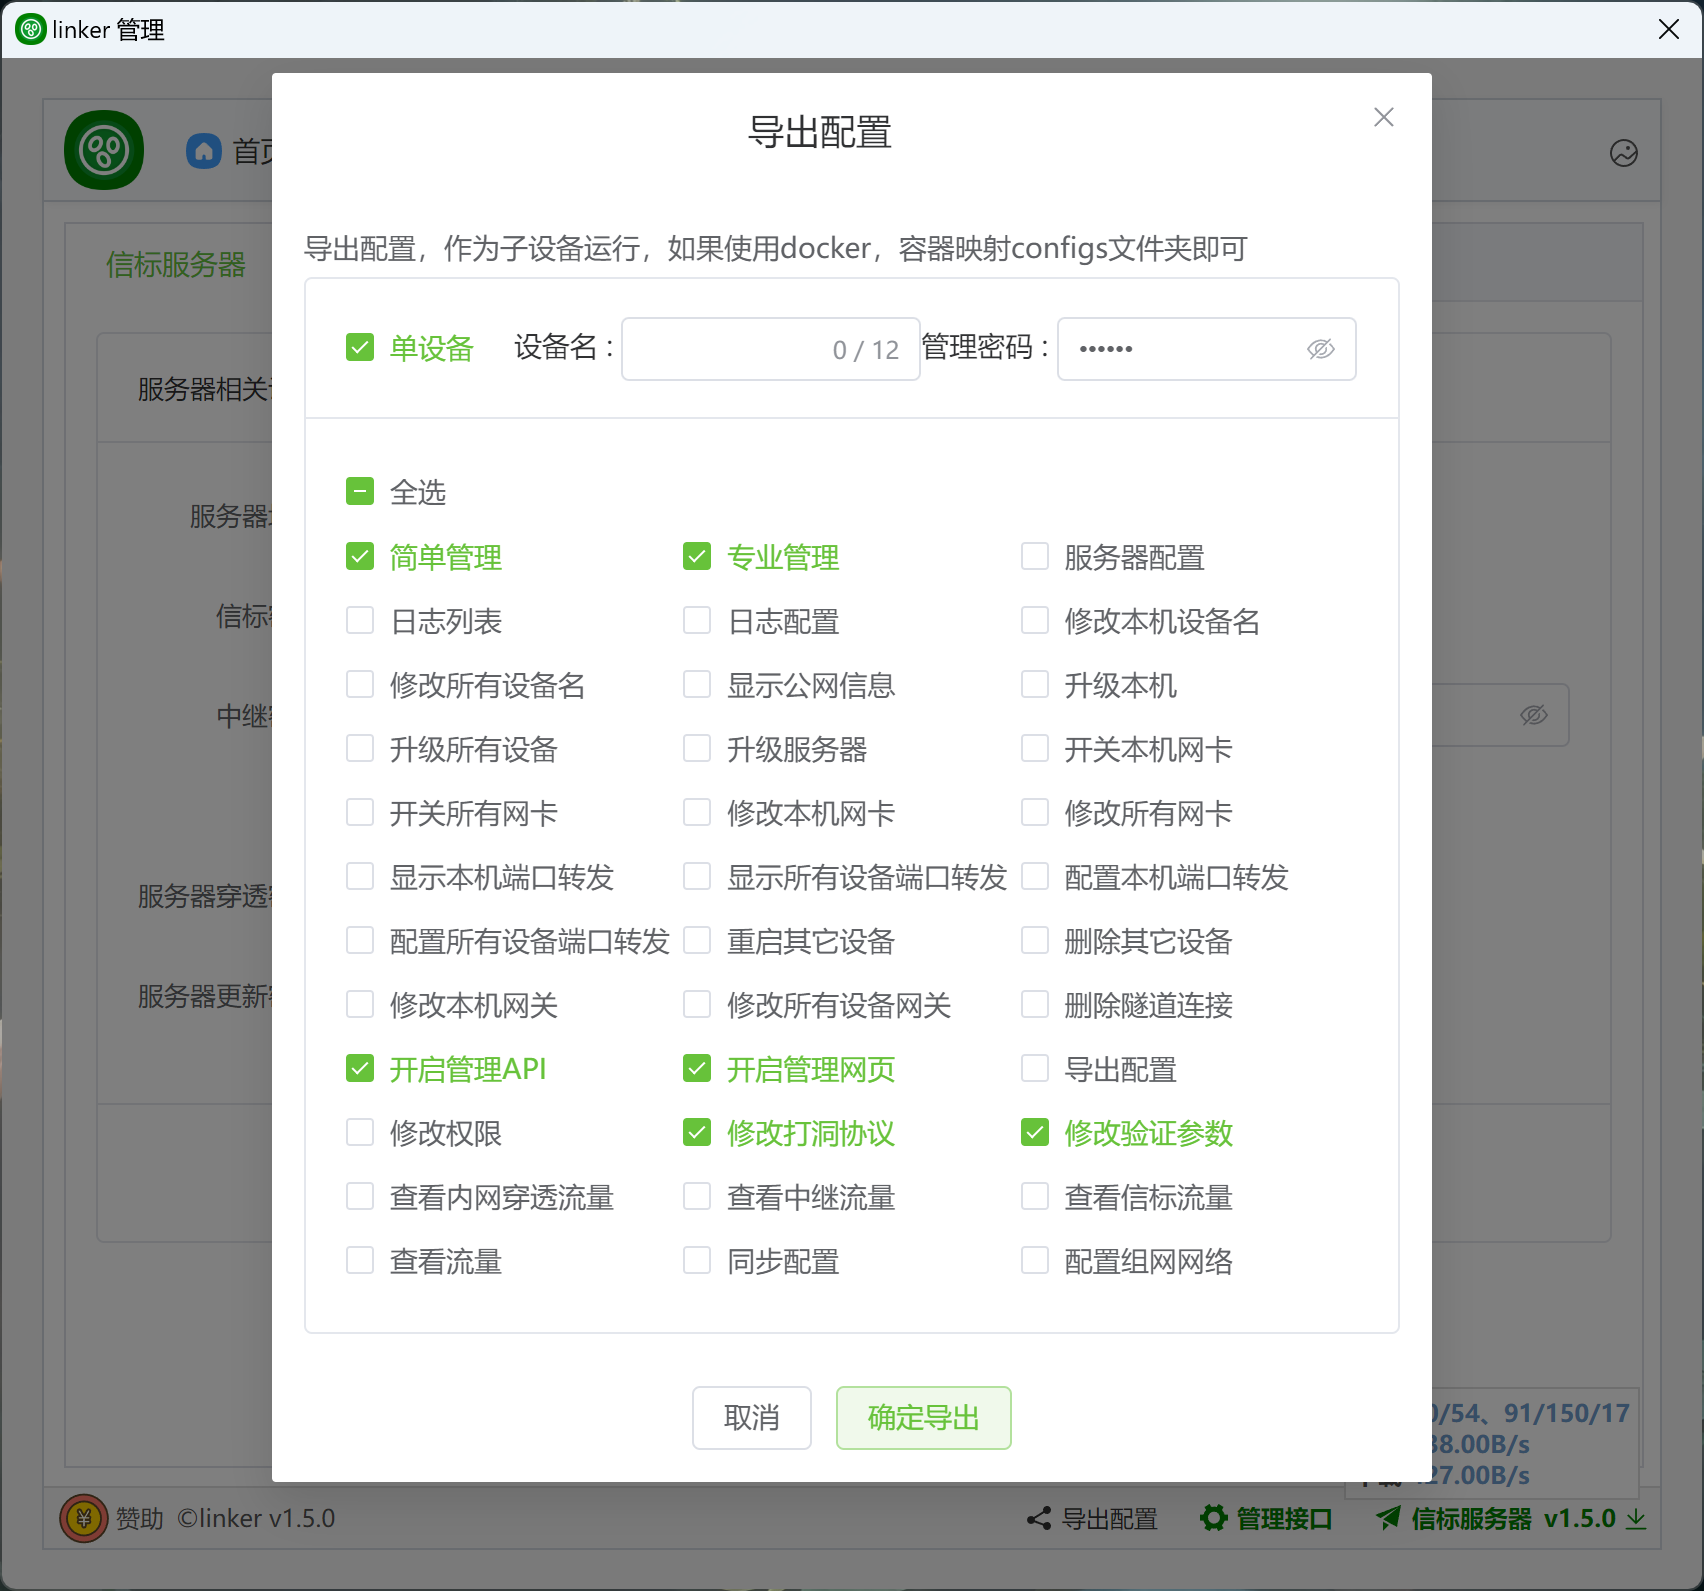 linker 管理
首页
信标服务器
服务器相关
服务器
信标
中继
服务器穿透
服务器更新
导出配置
导出配置，作为子设备运行，如果使用docker，容器映射configs文件夹即可
单设备 设备名 : 0 / 12 管理密码 : ••••••
全选
简单管理 专业管理 服务器配置
日志列表 日志配置 修改本机设备名
修改所有设备名 显示公网信息 升级本机
升级所有设备 升级服务器 开关本机网卡
开关所有网卡 修改本机网卡 修改所有网卡
显示本机端口转发 显示所有设备端口转发 配置本机端口转发
配置所有设备端口转发 重启其它设备 删除其它设备
修改本机网关 修改所有设备网关 删除隧道连接
开启管理API 开启管理网页 导出配置
修改权限 修改打洞协议 修改验证参数
查看内网穿透流量 查看中继流量 查看信标流量
查看流量 同步配置 配置组网网络
取消 确定导出
0/54、91/150/17
38.00B/s
27.00B/s
赞助 ©linker v1.5.0 导出配置 管理接口 信标服务器 v1.5.0